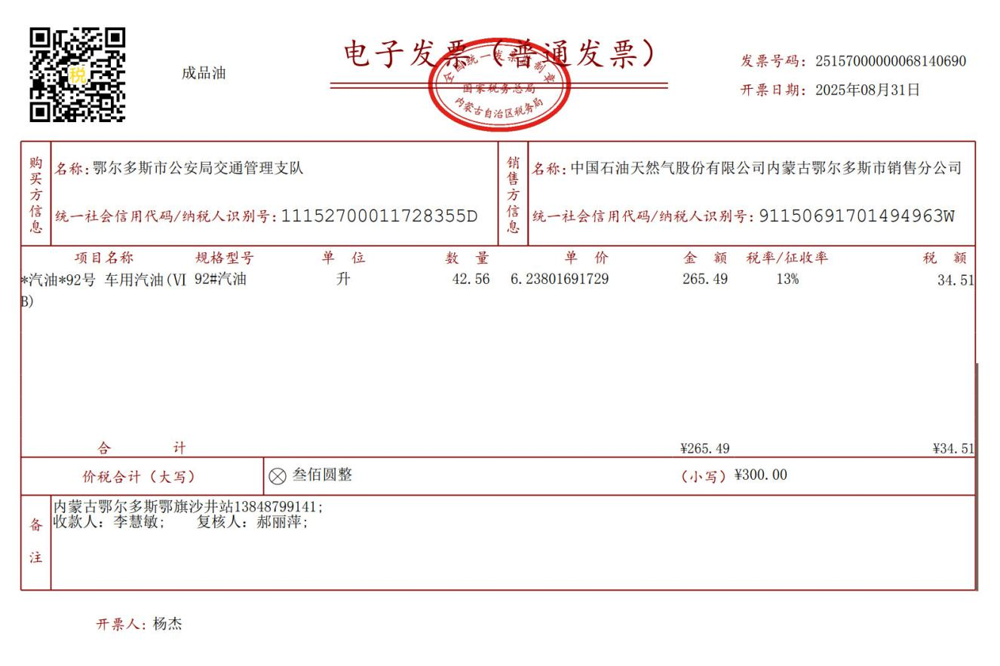 税
成品油
电子发票（普通发票）
全国统一发票监制章
国家税务总局
内蒙古自治区税务局
发票号码：25157000000068140690
开票日期：2025年08月31日
购买方信息
名称：鄂尔多斯市公安局交通管理支队
统一社会信用代码/纳税人识别号：11152700011728355D
销售方信息
名称：中国石油天然气股份有限公司内蒙古鄂尔多斯市销售分公司
统一社会信用代码/纳税人识别号：91150691701494963W
项目名称 规格型号 单位 数量 单价 金额 税率/征收率 税额
*汽油*92号 车用汽油(VI 92#汽油 升 42.56 6.23801691729 265.49 13% 34.51
B)
合计 ¥265.49 ¥34.51
价税合计（大写） ⊗ 叁佰圆整 （小写）¥300.00
备注
内蒙古鄂尔多斯鄂旗沙井站13848799141;
收款人：李慧敏; 复核人：郝丽萍;
开票人：杨杰